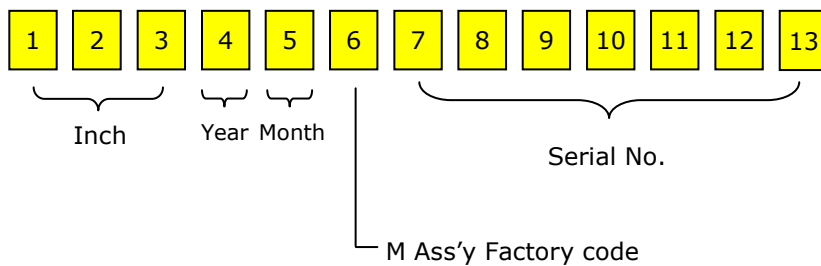 1 2 3 4 5 6 7 8 9 10 11 12 13
Inch Year Month
Serial No.
M Ass’y Factory code